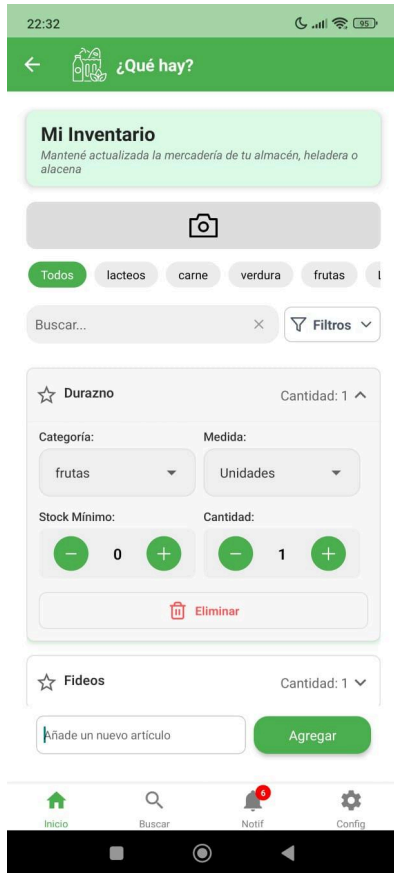 22:32
95
¿Qué hay?
Mi Inventario
Mantené actualizada la mercadería de tu almacén, heladera o
alacena
Todos lacteos carne verdura frutas
Buscar... Filtros
Durazno Cantidad: 1
Categoría: Medida:
frutas Unidades
Stock Mínimo: Cantidad:
0 1
Eliminar
Fideos Cantidad: 1
Añade un nuevo artículo Agregar
6
Inicio Buscar Notif Config